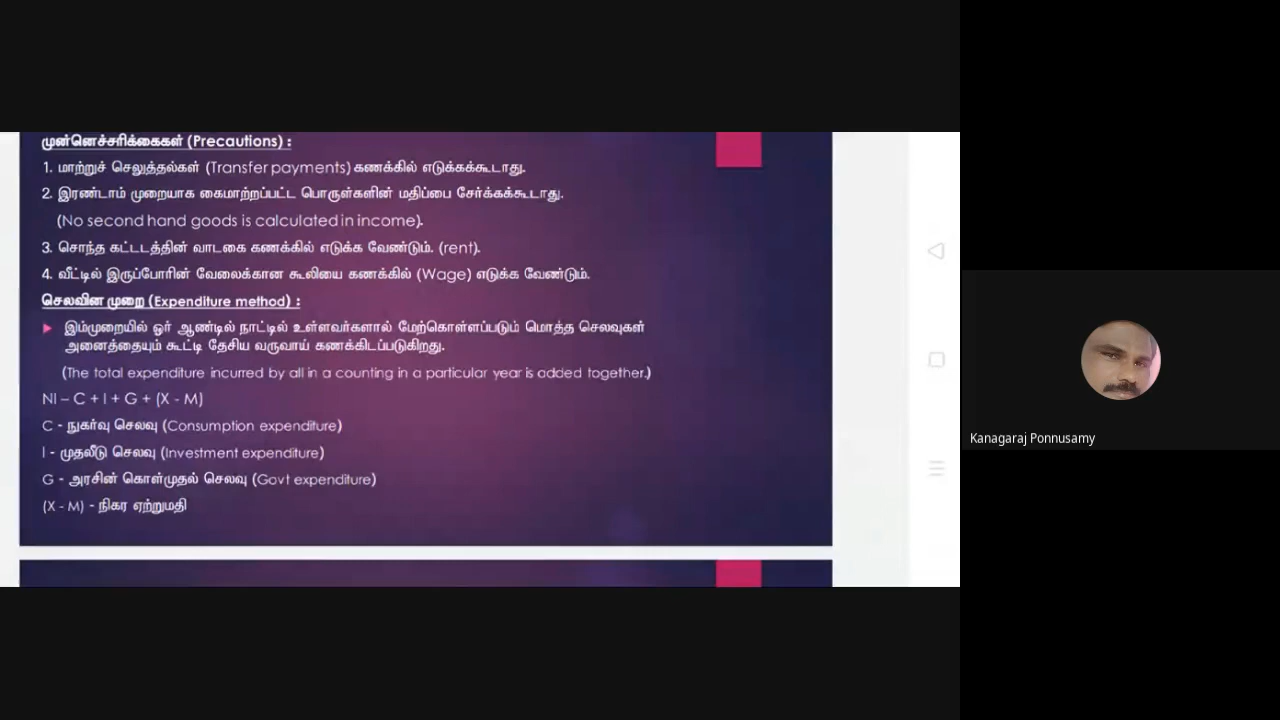 முன்னெச்சரிக்கைகள் (Precautions) :
1. மாற்றுச் செலுத்தல்கள் (Transfer payments) கணக்கில் எடுக்கக்கூடாது.
2. இரண்டாம் முறையாக கைமாற்றப்பட்ட பொருள்களின் மதிப்பை சேர்க்கக்கூடாது.
(No second hand goods is calculated in income).
3. சொந்த கட்டடத்தின் வாடகை கணக்கில் எடுக்க வேண்டும். (rent).
4. வீட்டில் இருப்போரின் வேலைக்கான கூலியை கணக்கில் (Wage) எடுக்க வேண்டும்.
செலவின முறை (Expenditure method) :
இம்முறையில் ஓர் ஆண்டில் நாட்டில் உள்ளவர்களால் மேற்கொள்ளப்படும் மொத்த செலவுகள்
அனைத்தையும் கூட்டி தேசிய வருவாய் கணக்கிடப்படுகிறது.
(The total expenditure incurred by all in a counting in a particular year is added together.)
NI – C + I + G + (X - M)
C - நுகர்வு செலவு (Consumption expenditure)
I - முதலீடு செலவு (Investment expenditure)
G - அரசின் கொள்முதல் செலவு (Govt expenditure)
(X - M) - நிகர ஏற்றுமதி
Kanagaraj Ponnusamy